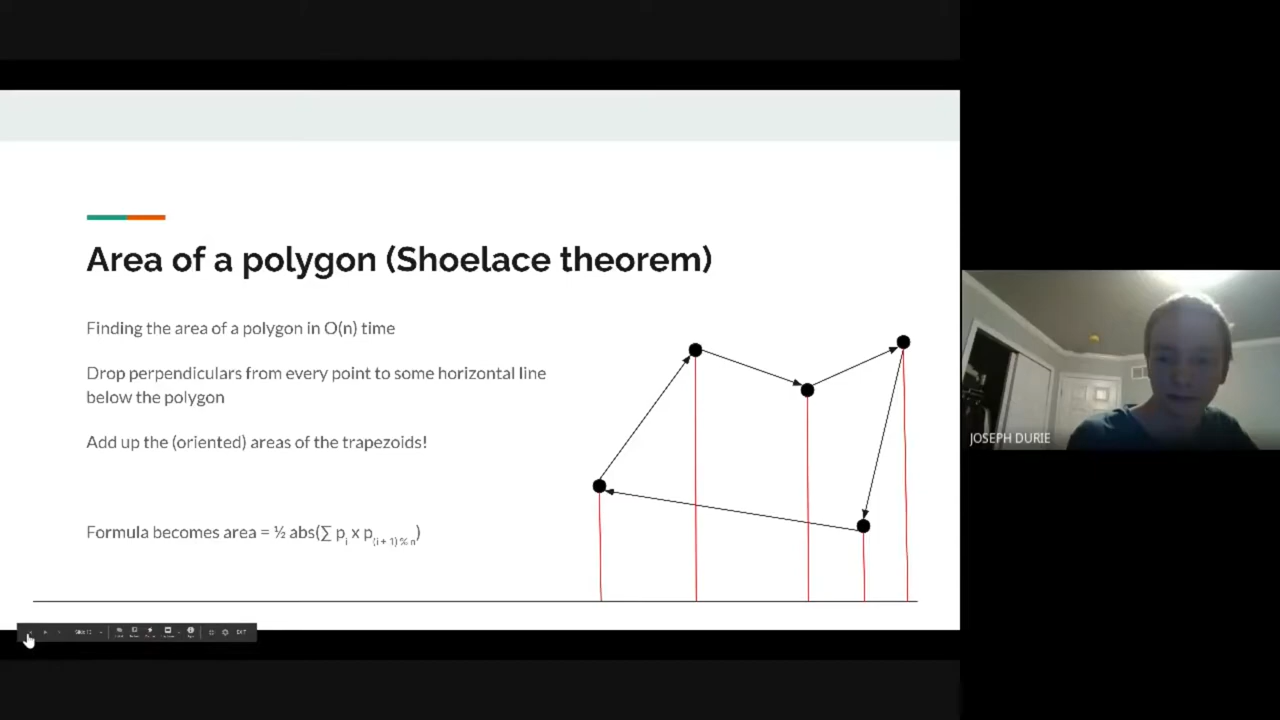 Area of a polygon (Shoelace theorem)
Finding the area of a polygon in O(n) time
Drop perpendiculars from every point to some horizontal line
below the polygon
Add up the (oriented) areas of the trapezoids!
Formula becomes area = ½ abs(∑ pᵢ x p₍ᵢ ₊ ₁₎ % ₙ)
JOSEPH DURIE
EXIT